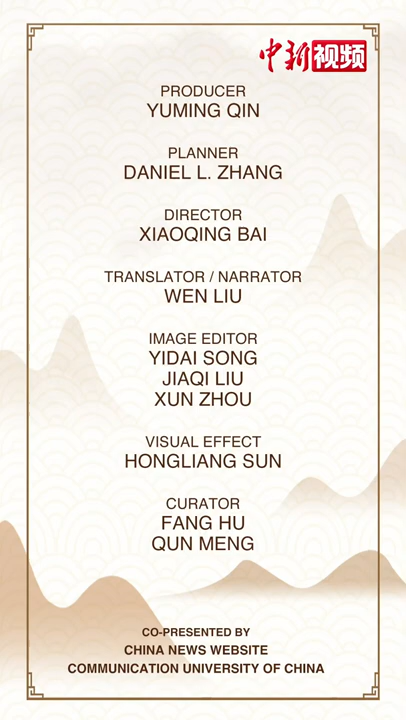 中新视频
PRODUCER
YUMING QIN
PLANNER
DANIEL L. ZHANG
DIRECTOR
XIAOQING BAI
TRANSLATOR / NARRATOR
WEN LIU
IMAGE EDITOR
YIDAI SONG
JIAQI LIU
XUN ZHOU
VISUAL EFFECT
HONGLIANG SUN
CURATOR
FANG HU
QUN MENG
CO-PRESENTED BY
CHINA NEWS WEBSITE
COMMUNICATION UNIVERSITY OF CHINA